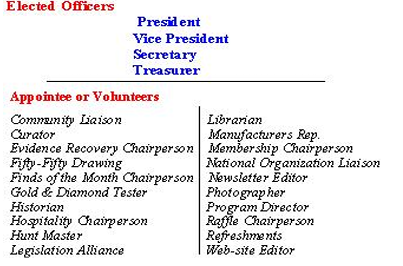 Elected Officers
President
Vice President
Secretary
Treasurer
Appointee or Volunteers
Community Liaison
Curator
Evidence Recovery Chairperson
Fifty-Fifty Drawing
Finds of the Month Chairperson
Gold & Diamond Tester
Historian
Hospitality Chairperson
Hunt Master
Legislation Alliance
Librarian
Manufacturers Rep.
Membership Chairperson
National Organization Liaison
Newsletter Editor
Photographer
Program Director
Raffle Chairperson
Refreshments
Web-site Editor